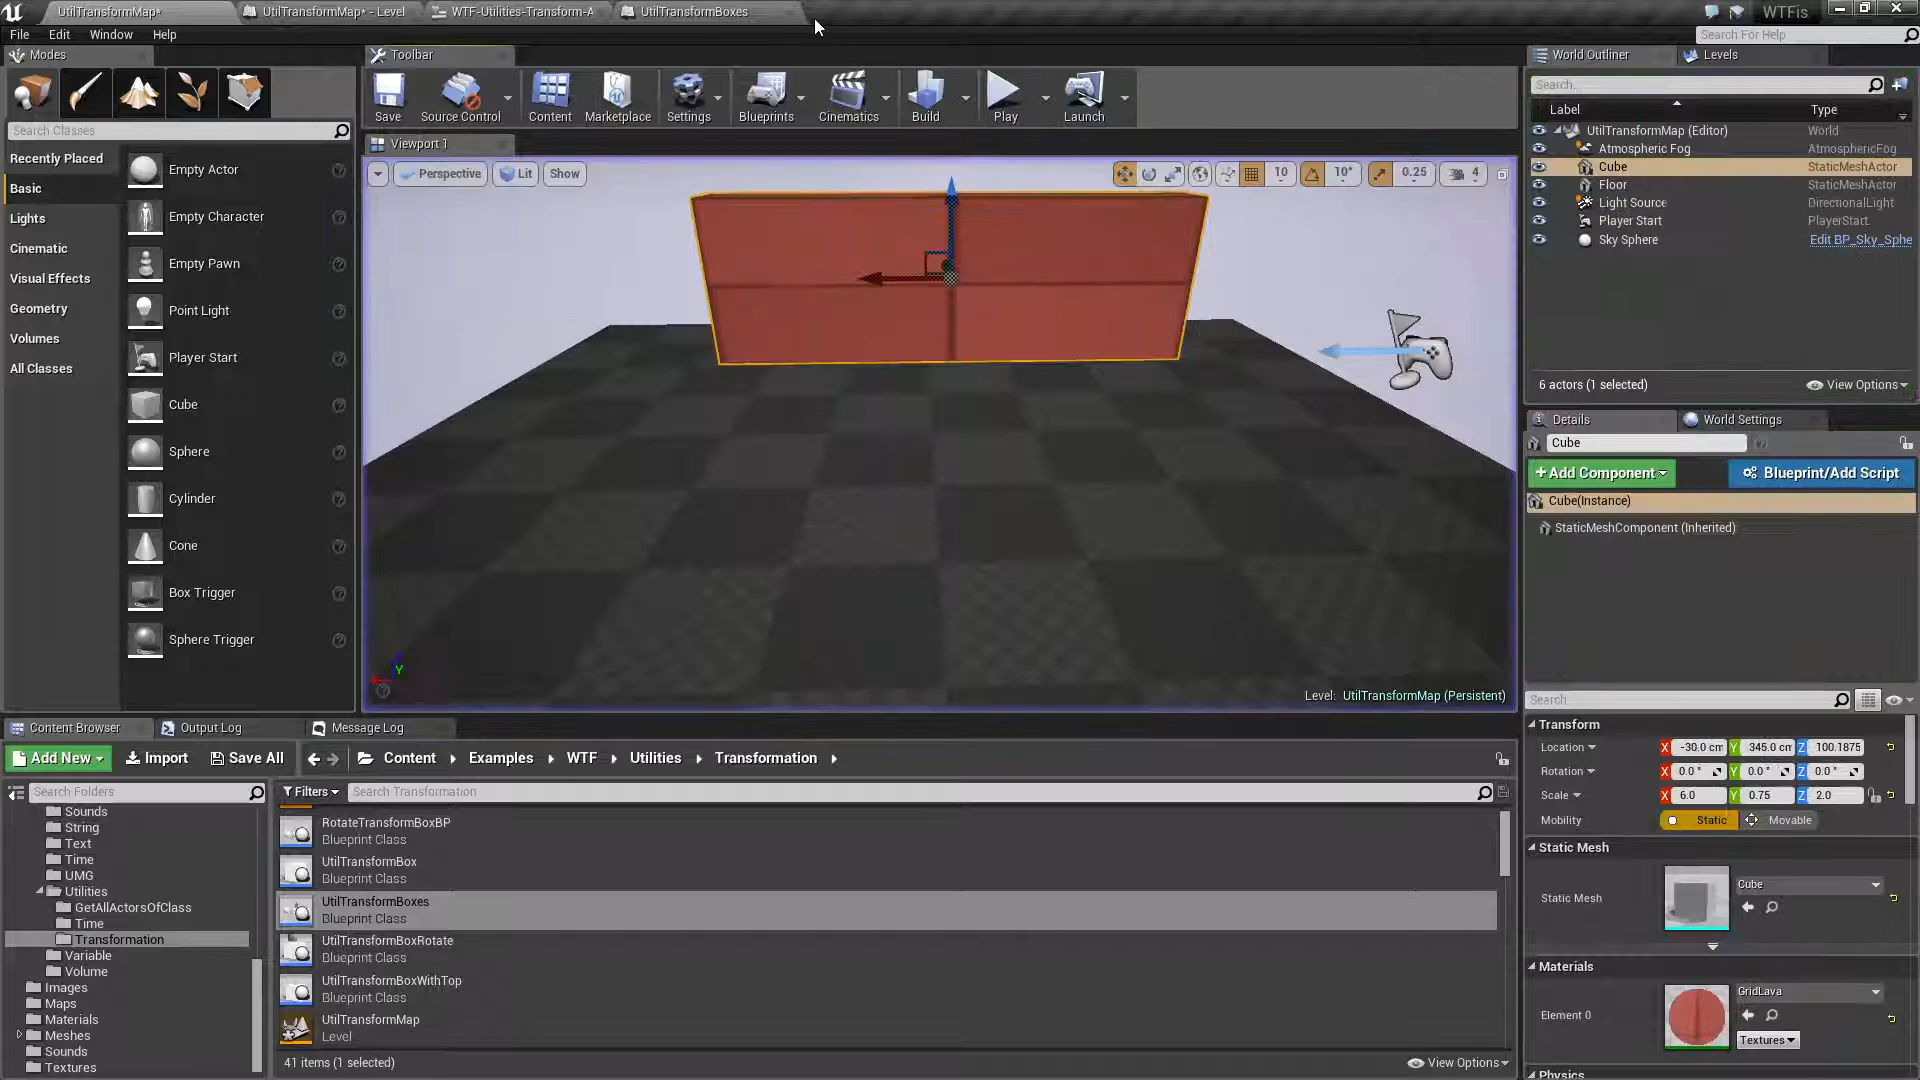 UtilTransformMap*
UtilTransformMap* - Level
WTF-Utilities-Transform-A
UtilTransformBoxes
WTFis
File Edit Window Help
Search For Help
Modes
Search Classes
Recently Placed
Basic
Lights
Cinematic
Visual Effects
Geometry
Volumes
All Classes
Empty Actor
Empty Character
Empty Pawn
Point Light
Player Start
Cube
Sphere
Cylinder
Cone
Box Trigger
Sphere Trigger
Toolbar
Save
Source Control
Content
Marketplace
Settings
Blueprints
Cinematics
Build
Play
Launch
Viewport 1
Perspective Lit Show
10 10° 0.25 4
Y
Level: UtilTransformMap (Persistent)
World Outliner Levels
Search...
Label Type
UtilTransformMap (Editor) World
Atmospheric Fog AtmosphericFog
Cube StaticMeshActor
Floor StaticMeshActor
Light Source DirectionalLight
Player Start PlayerStart
Sky Sphere Edit BP_Sky_Sphe
6 actors (1 selected) View Options
Details World Settings
Cube
+Add Component Blueprint/Add Script
Cube(Instance)
StaticMeshComponent (Inherited)
Search
Transform
Location X -30.0 cm Y 345.0 cm Z 100.1875
Rotation X 0.0 ° Y 0.0 ° Z 0.0 °
Scale X 6.0 Y 0.75 Z 2.0
Mobility Static Movable
Static Mesh
Static Mesh Cube
Materials
Element 0 GridLava
Textures
Physics
Content Browser Output Log Message Log
Add New Import Save All Content Examples WTF Utilities Transformation
Search Folders
Filters Search Transformation
Sounds
String
Text
Time
UMG
Utilities
GetAllActorsOfClass
Time
Transformation
Variable
Volume
Images
Maps
Materials
Meshes
Sounds
Textures
RotateTransformBoxBP
Blueprint Class
UtilTransformBox
Blueprint Class
UtilTransformBoxes
Blueprint Class
UtilTransformBoxRotate
Blueprint Class
UtilTransformBoxWithTop
Blueprint Class
UtilTransformMap
Level
41 items (1 selected) View Options